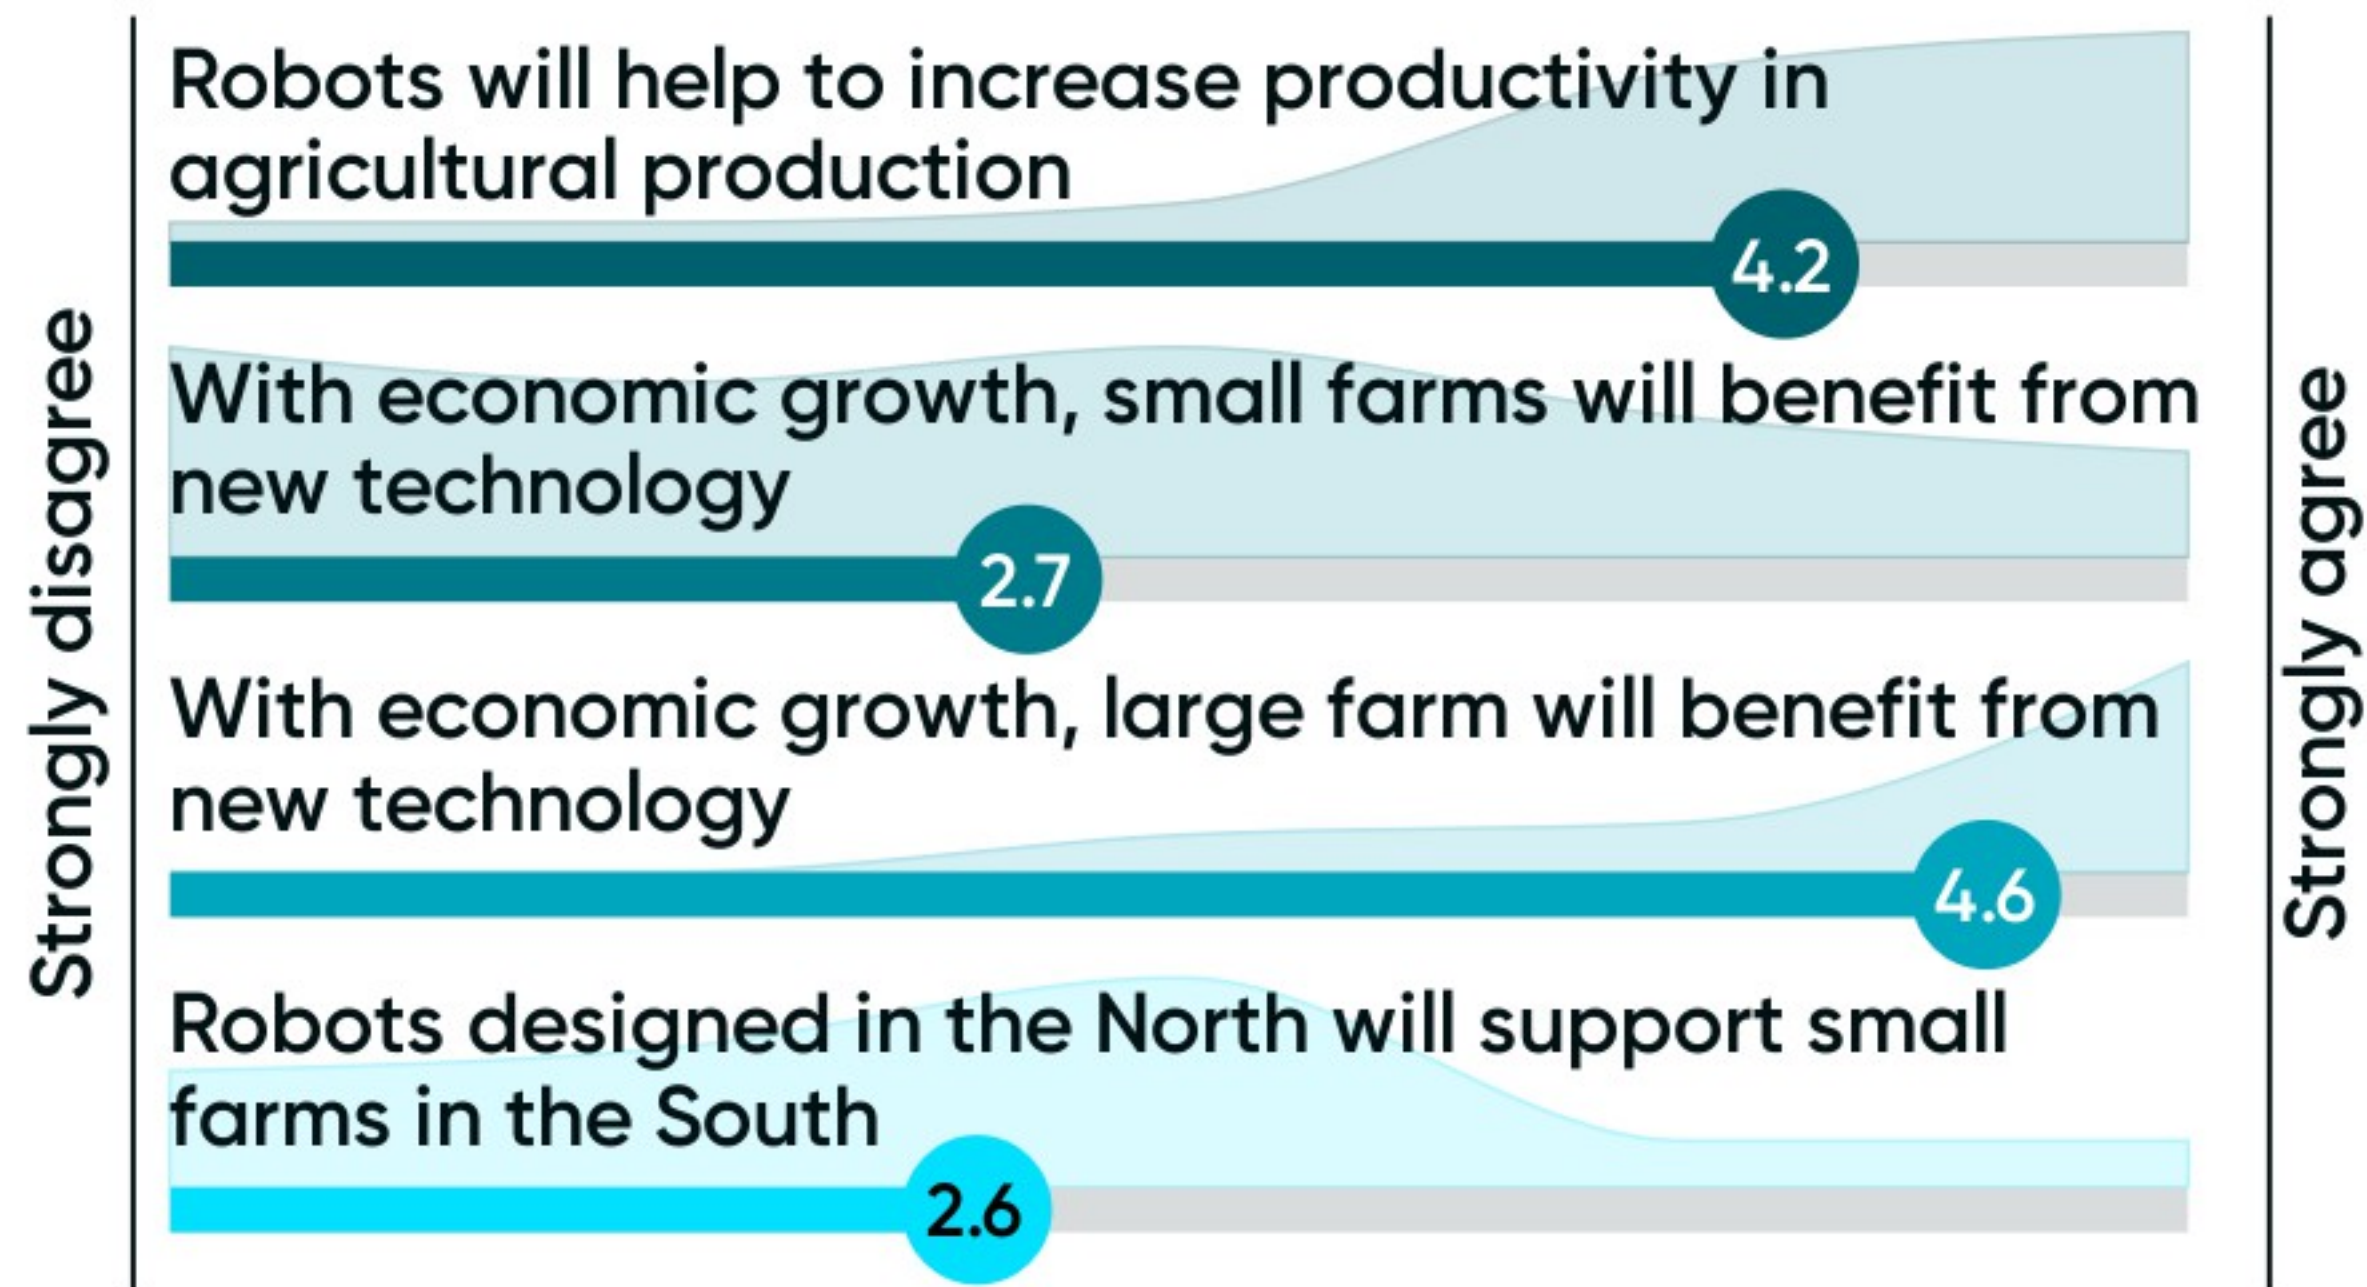 Strongly disagree
Robots will help to increase productivity in
agricultural production
4.2
With economic growth, small farms will benefit from
new technology
2.7
With economic growth, large farm will benefit from
new technology
4.6
Robots designed in the North will support small
farms in the South
2.6
Strongly agree